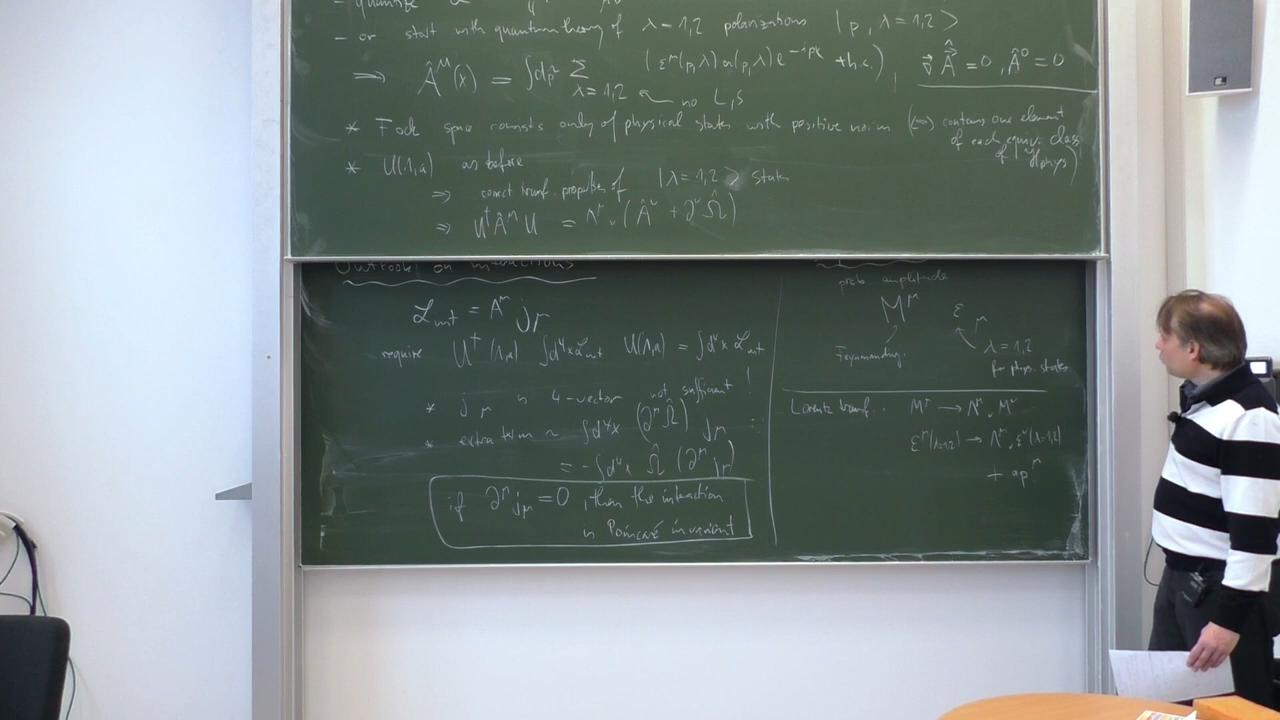 - quantize
- or start with quantum theory of λ = 1,2 polarizations |p, λ = 1,2 >
⇒ Â^μ(x) = ∫dp̃ Σ_{λ=1,2} (ε^μ(p,λ) a(p,λ) e^{-ipx} + h.c.), ∇⃗ Â⃗ = 0, Â^0 = 0
← no L, S
* Fock space consists only of physical states with positive norm (⇔ contains one element
of each equiv. class
of H_phys)
* U(Λ,a) as before
⇒ correct transf. properties of |λ = 1,2 > states
⇒ U† Â^μ U = Λ^μ_ν (Â^ν + ∂^ν Ω̂)
Outlook: on interactions
ℒ_int = A^μ j_μ
require U†(Λ,a) ∫d⁴x ℒ_int U(Λ,a) = ∫d⁴x ℒ_int
* j_μ is 4-vector not sufficient!
* extra term ~ ∫d⁴x (∂^μ Ω̂) j_μ
= -∫d⁴x Ω̂ (∂^μ j_μ)
if ∂^μ j_μ = 0, then the interaction
is Poincaré invariant
prob amplitude
M^μ ε_μ
Feynmandiag.
λ = 1,2
for phys. states
Lorentz transf. M^μ → Λ^μ_ν M^ν
ε^μ(λ=1,2) → Λ^μ_ν ε^ν(λ=1,2)
+ a p^μ